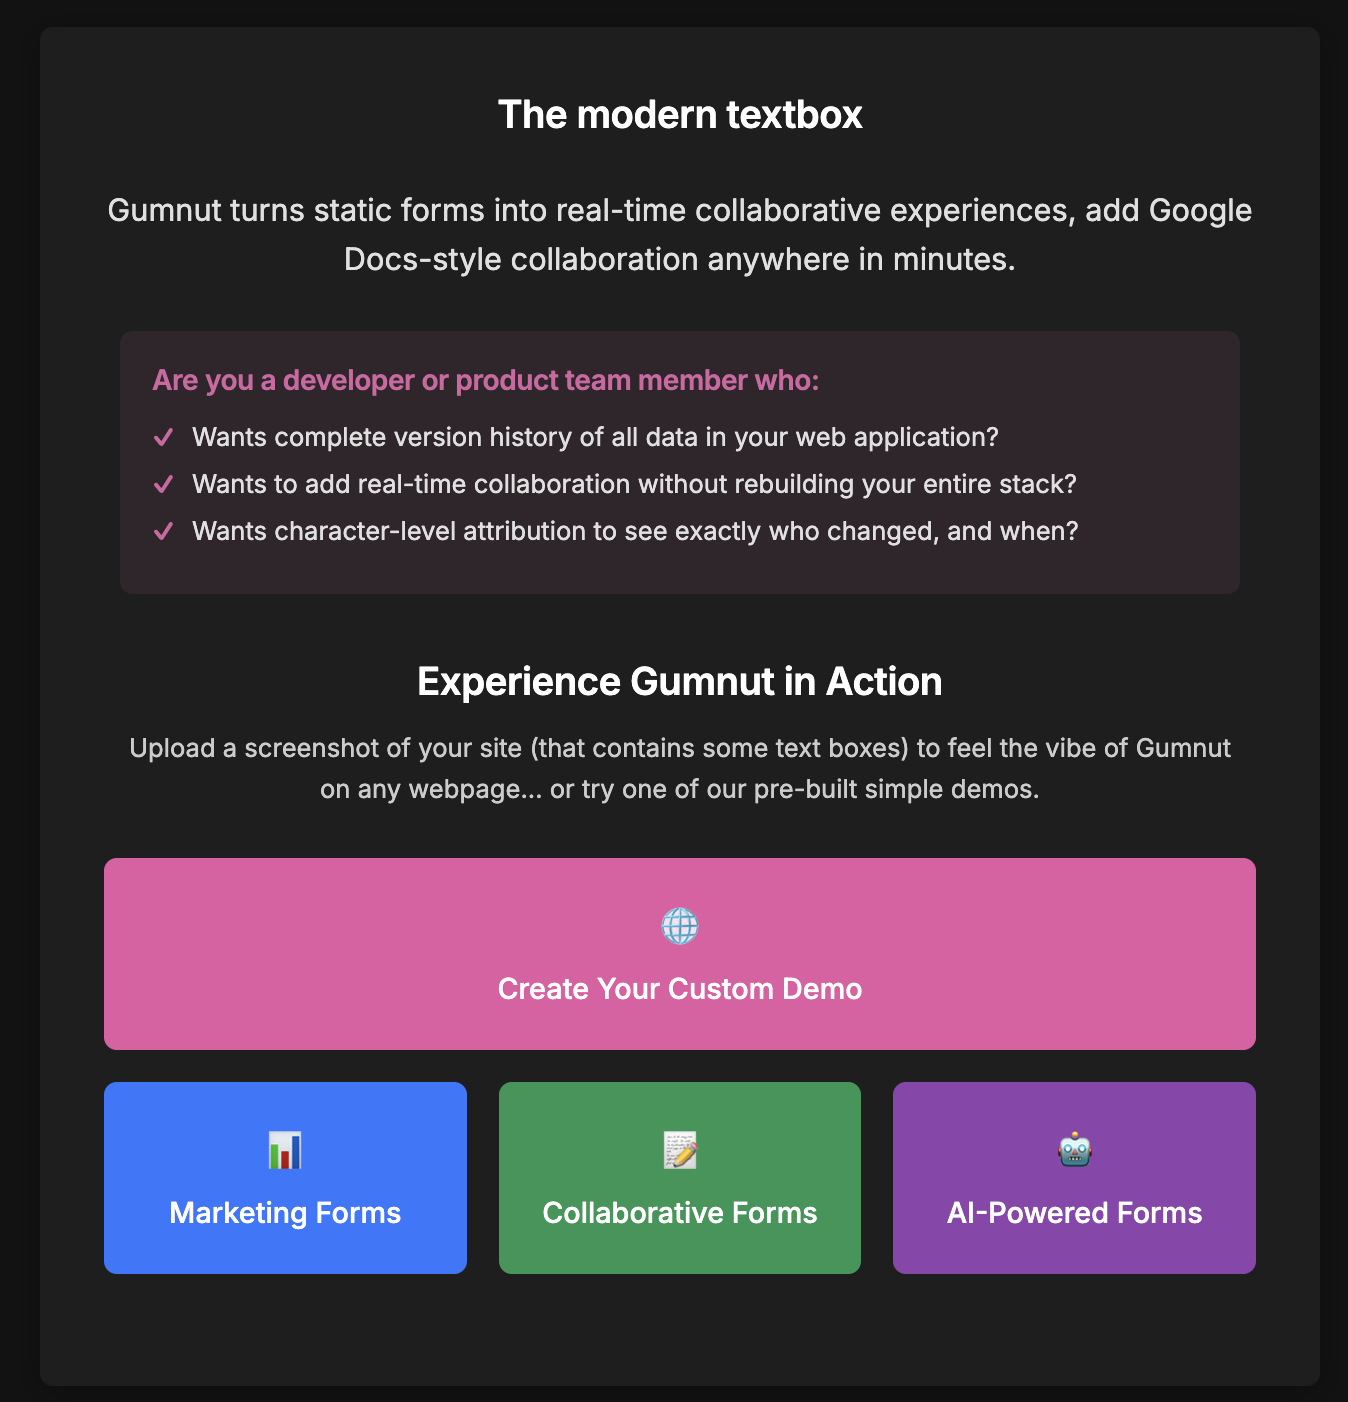 The modern textbox
Gumnut turns static forms into real-time collaborative experiences, add Google
Docs-style collaboration anywhere in minutes.
Are you a developer or product team member who:
Wants complete version history of all data in your web application?
Wants to add real-time collaboration without rebuilding your entire stack?
Wants character-level attribution to see exactly who changed, and when?
Experience Gumnut in Action
Upload a screenshot of your site (that contains some text boxes) to feel the vibe of Gumnut
on any webpage... or try one of our pre-built simple demos.
Create Your Custom Demo
Marketing Forms
Collaborative Forms
AI-Powered Forms